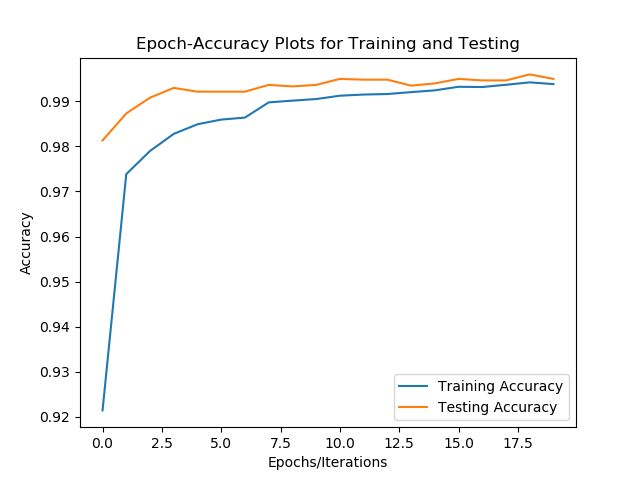 Epoch-Accuracy Plots for Training and Testing
0.99
0.98
0.97
0.96
0.95
0.94
0.93
0.92
Accuracy
Training Accuracy
Testing Accuracy
0.0 2.5 5.0 7.5 10.0 12.5 15.0 17.5
Epochs/Iterations